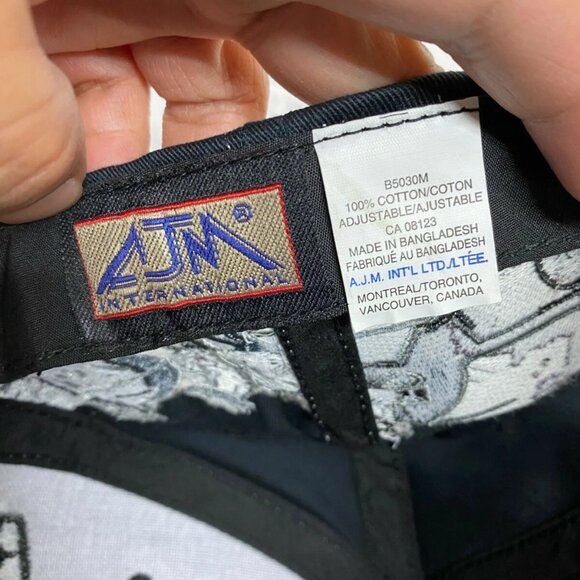 AJM®
INTERNATIONAL
B5030M
100% COTTON/COTON
ADJUSTABLE/AJUSTABLE
CA 08123
MADE IN BANGLADESH
FABRIQUÉ AU BANGLADESH
A.J.M. INT'L LTD./LTÉE.
MONTREAL/TORONTO,
VANCOUVER, CANADA